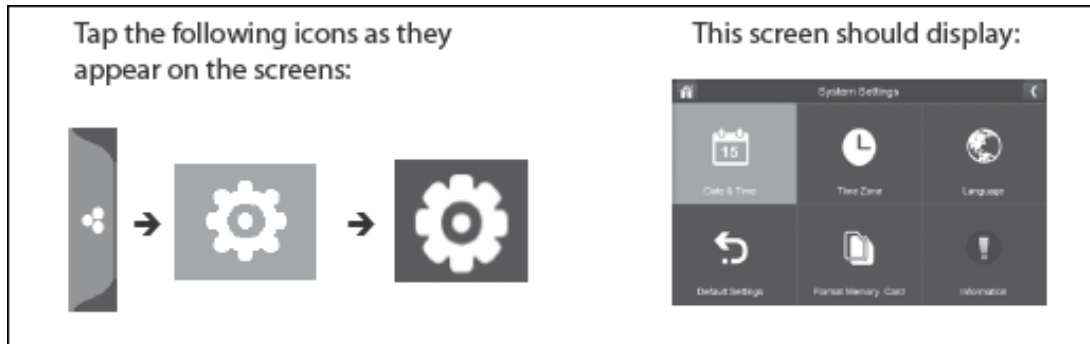 Tap the following icons as they
appear on the screens:
This screen should display:
System Settings
15
Date & Time
Time Zone
Language
Default Settings
Format Memory Card
Information